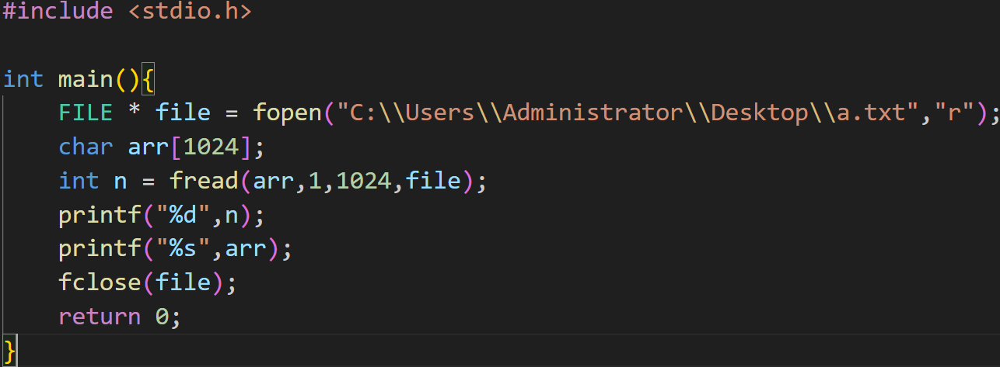 #include <stdio.h>
int main(){
    FILE * file = fopen("C:\\Users\\Administrator\\Desktop\\a.txt","r");
    char arr[1024];
    int n = fread(arr,1,1024,file);
    printf("%d",n);
    printf("%s",arr);
    fclose(file);
    return 0;
}